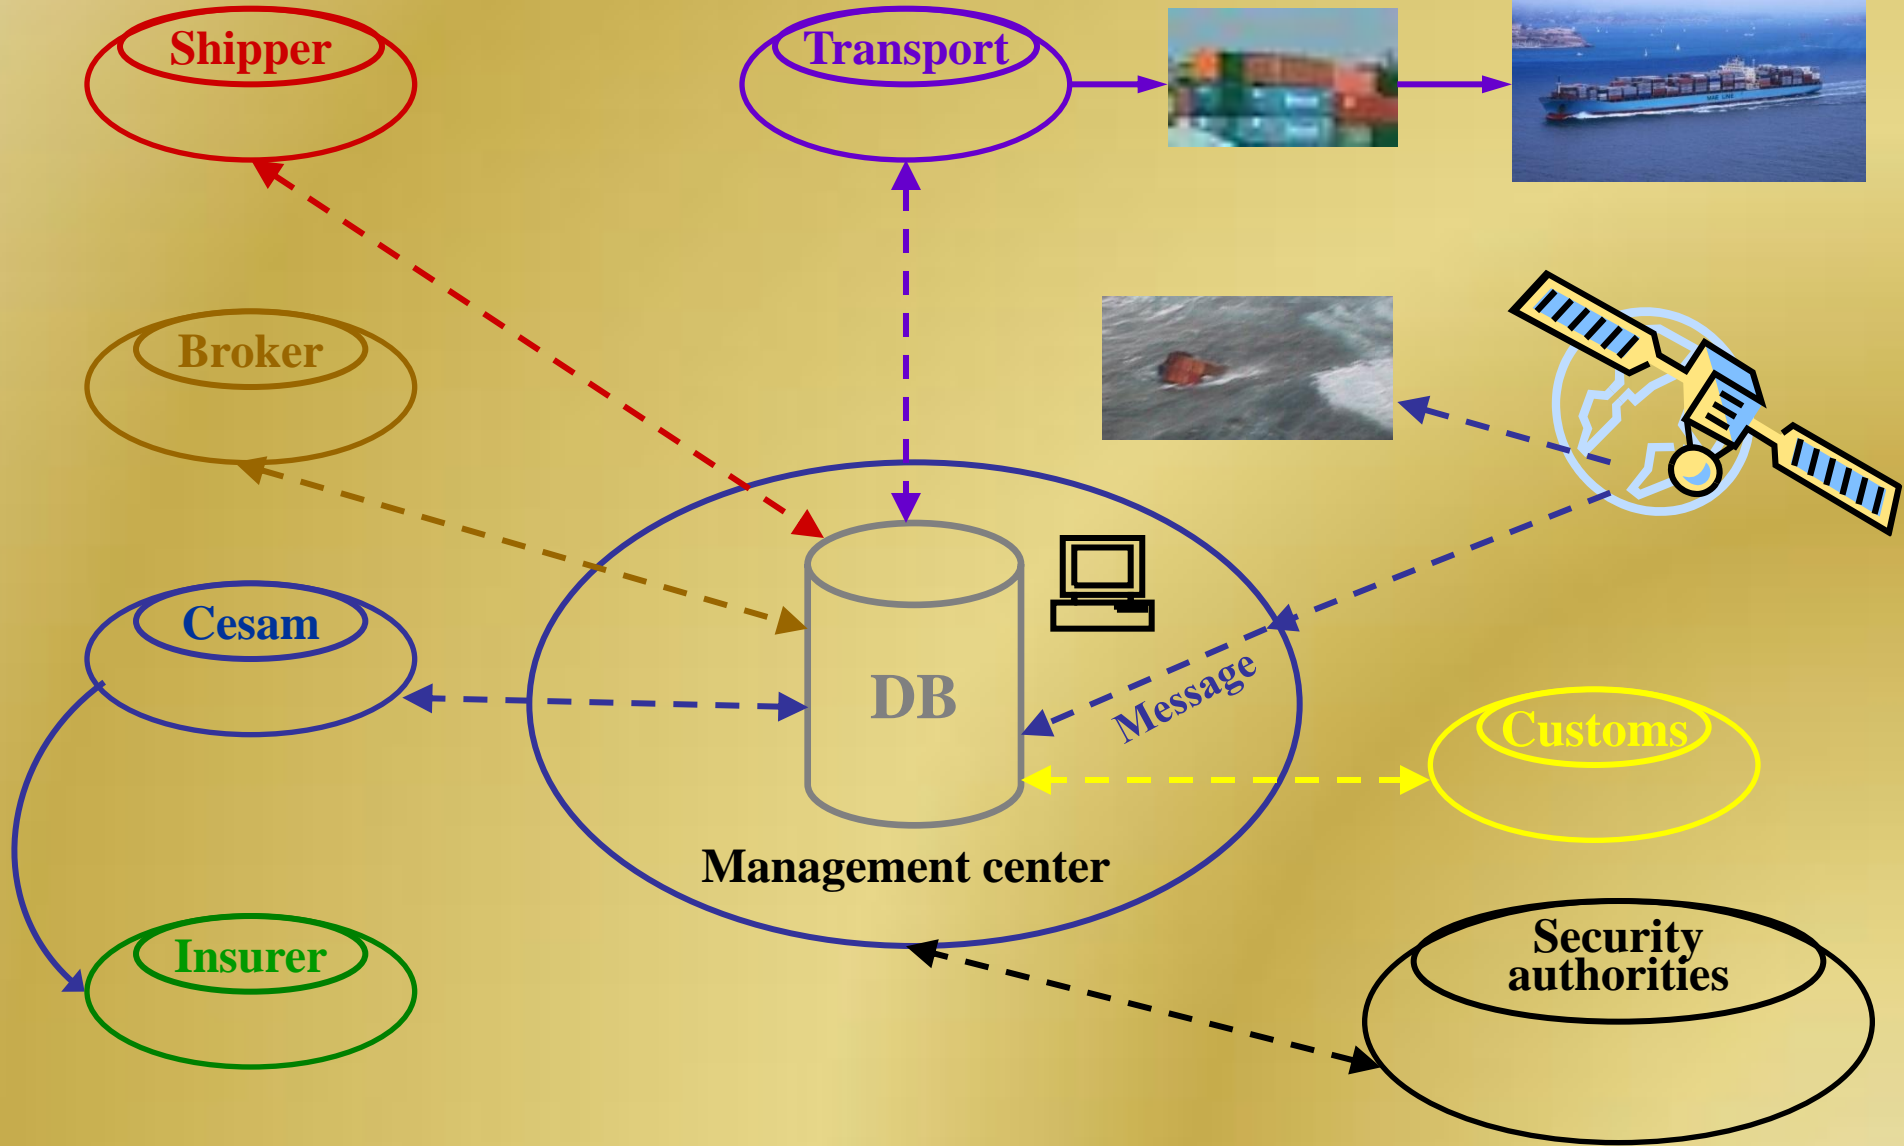 Shipper
Transport
Broker
Cesam
DB
Message
Customs
Management center
Insurer
Security
authorities